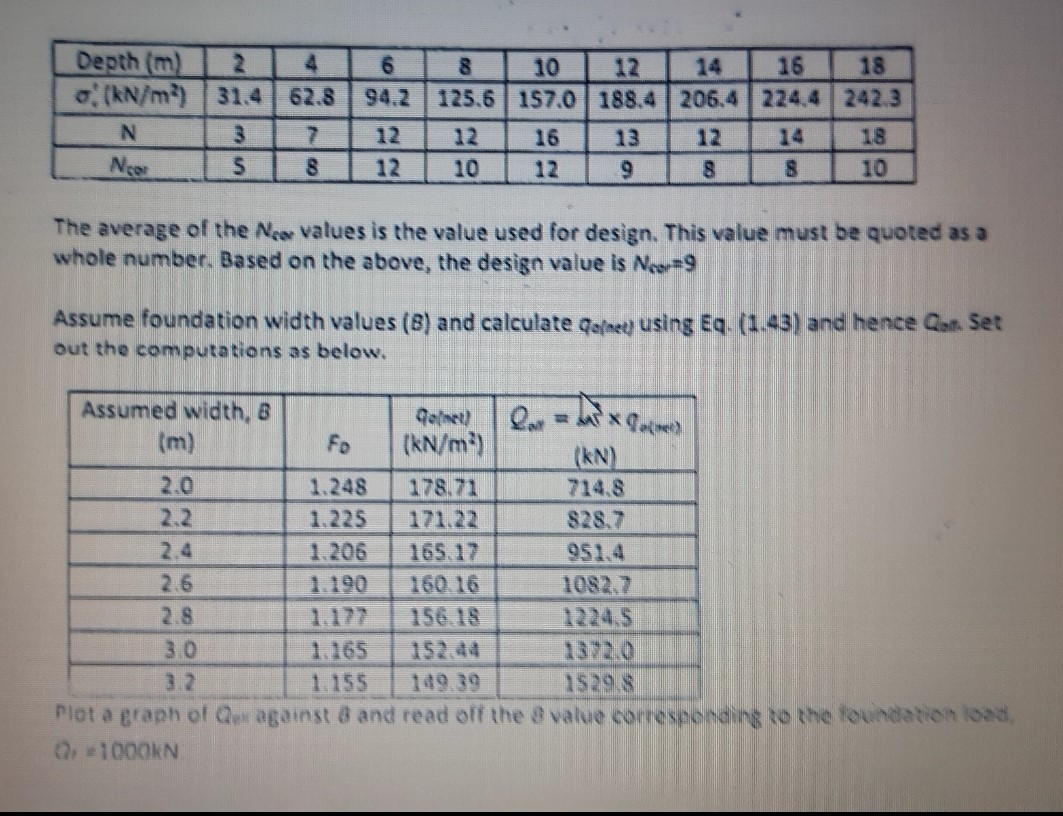 Depth (m) 2 4 6 8 10 12 14 16 18
σ'ᵥ (kN/m²) 31.4 62.8 94.2 125.6 157.0 188.4 206.4 224.4 242.3
N 3 7 12 12 16 13 12 14 18
Ncor 5 8 12 10 12 9 8 8 10
The average of the Ncor values is the value used for design. This value must be quoted as a
whole number. Based on the above, the design value is Ncor=9
Assume foundation width values (B) and calculate qa(net) using Eq. (1.43) and hence Qall. Set
out the computations as below.
Assumed width, B
(m) FD qa(net)
(kN/m²) Qall = × qa(net)
(kN)
2.0 1.248 178.71 714.8
2.2 1.225 171.22 828.7
2.4 1.206 165.17 951.4
2.6 1.190 160.16 1082.7
2.8 1.177 156.18 1224.5
3.0 1.165 152.44 1372.0
3.2 1.155 149.39 1529.8
Plot a graph of Qall against B and read off the B value corresponding to the foundation load,
=1000kN